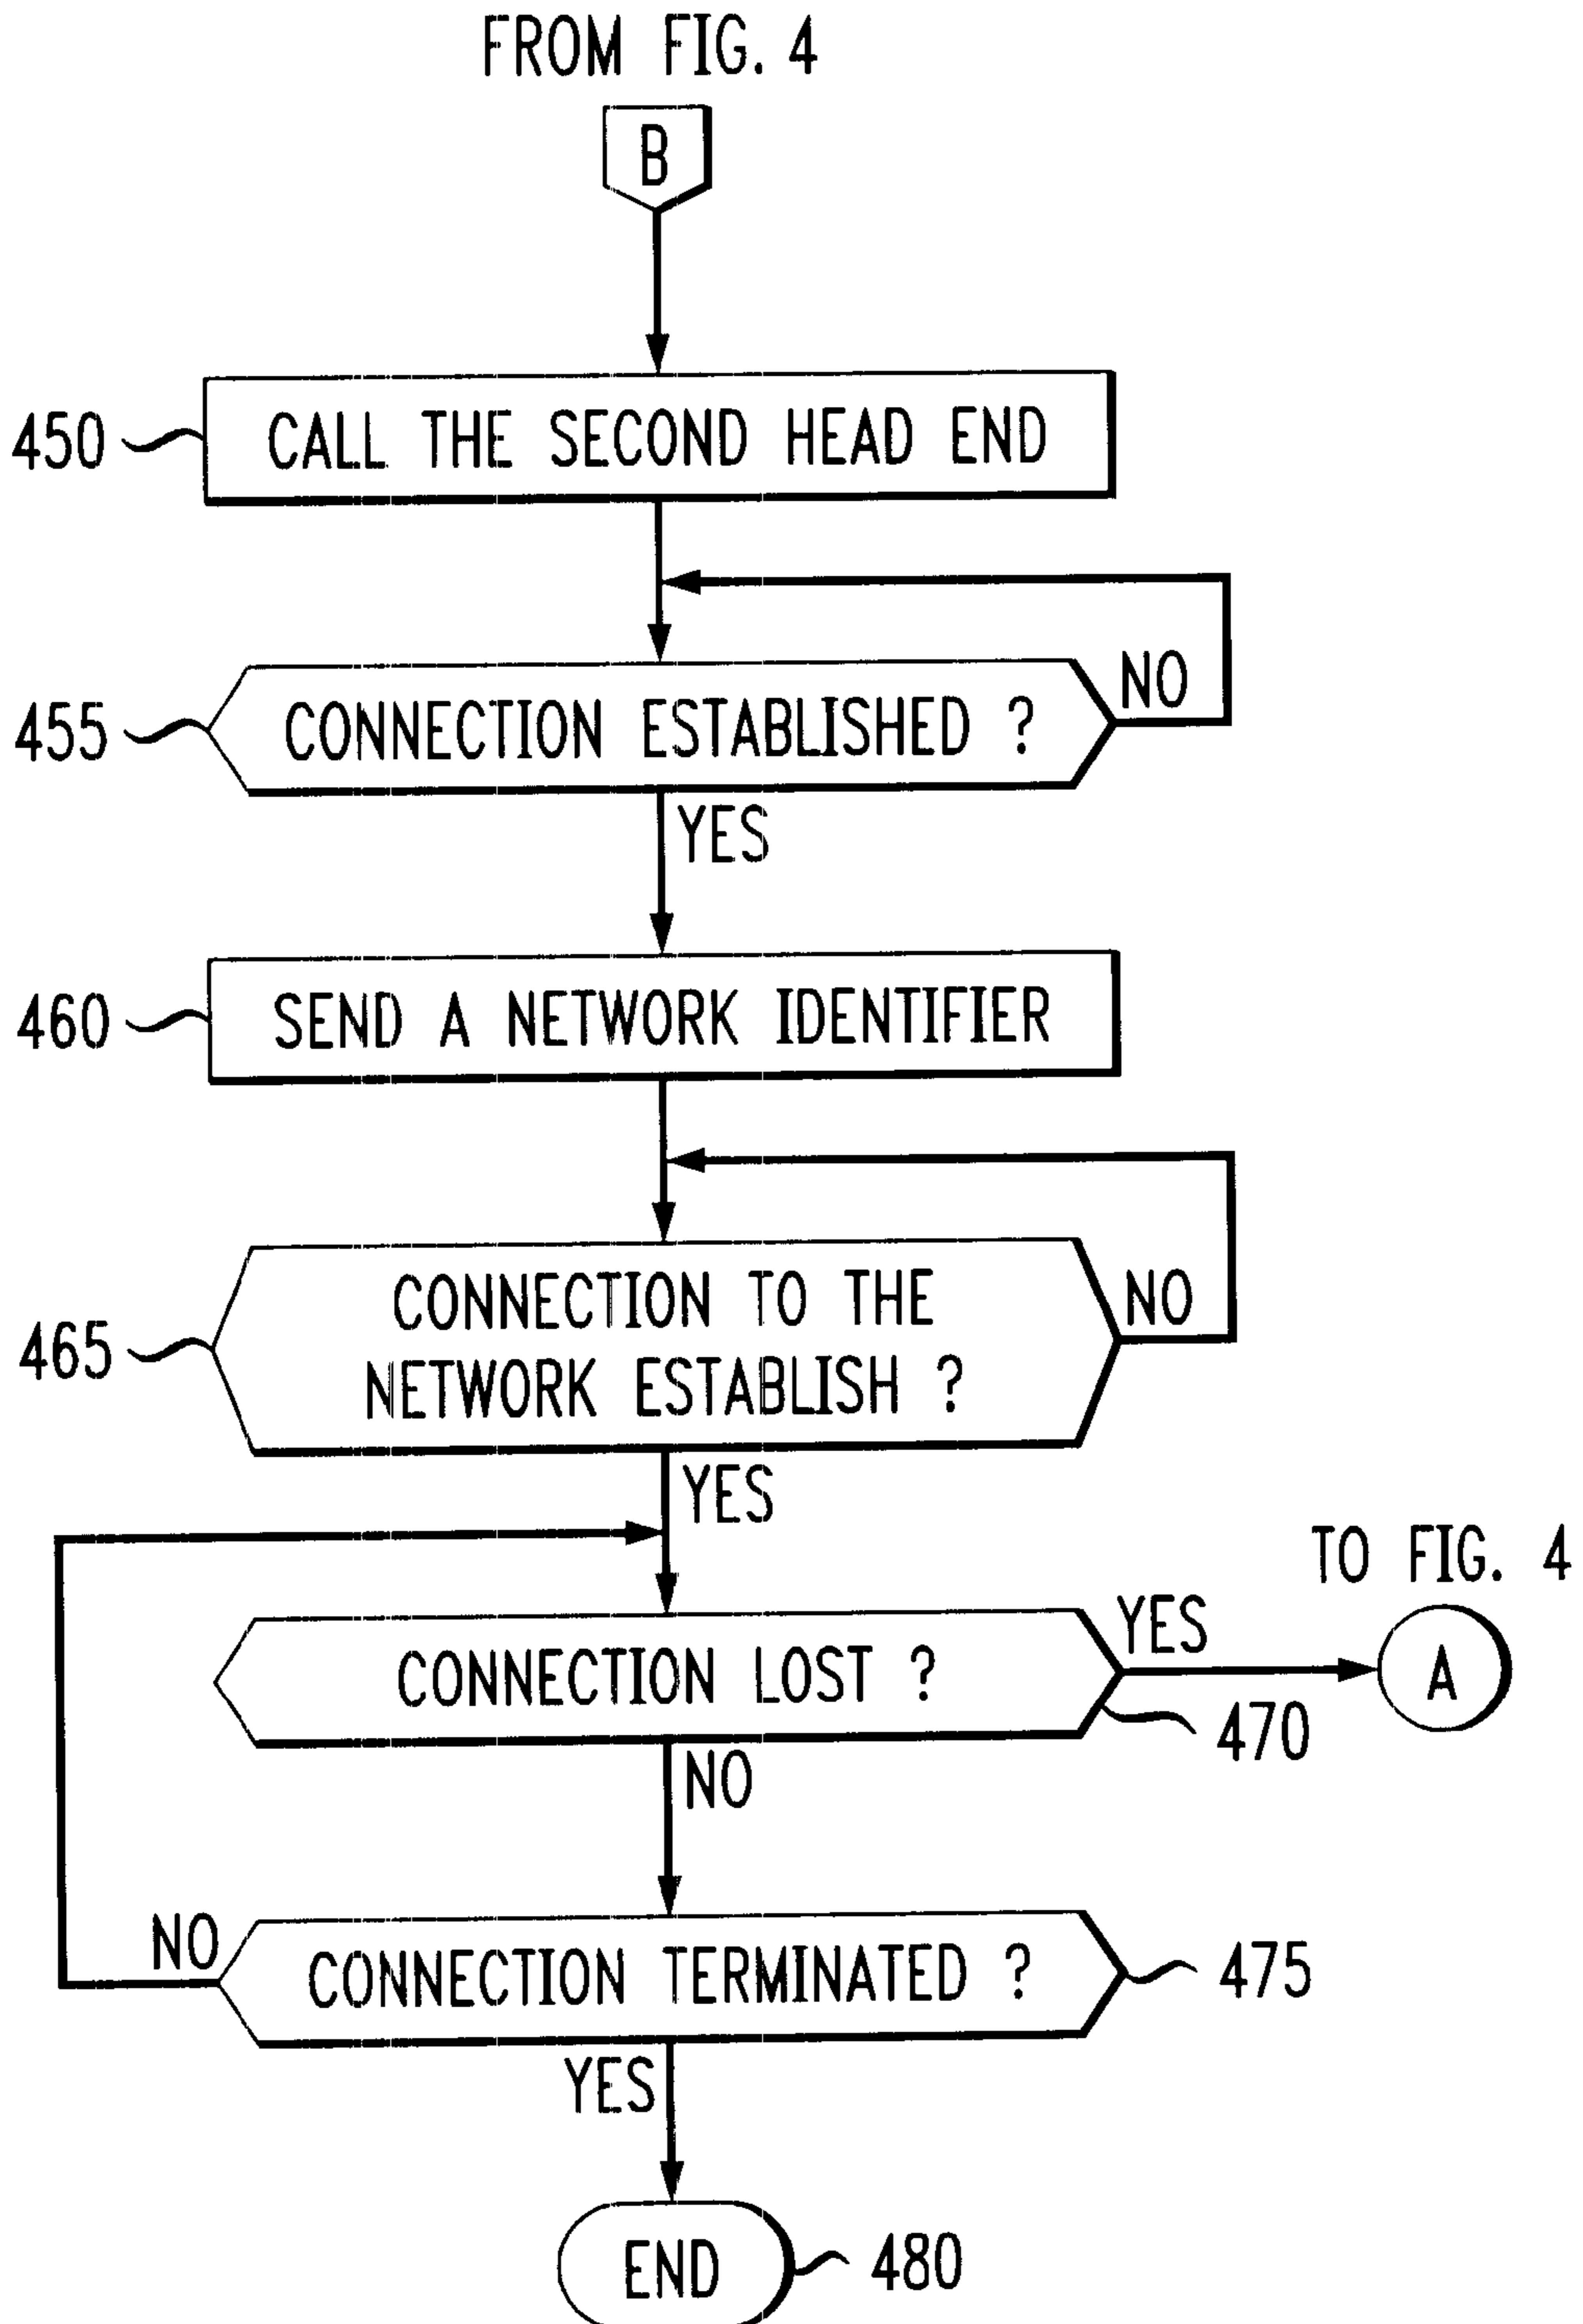 FROM FIG. 4
B
450
CALL THE SECOND HEAD END
NO
455
CONNECTION ESTABLISHED ?
YES
460
SEND A NETWORK IDENTIFIER
465
CONNECTION TO THE
NETWORK ESTABLISH ?
NO
YES
TO FIG. 4
CONNECTION LOST ?
YES
A
470
NO
NO
CONNECTION TERMINATED ?
475
YES
END
480